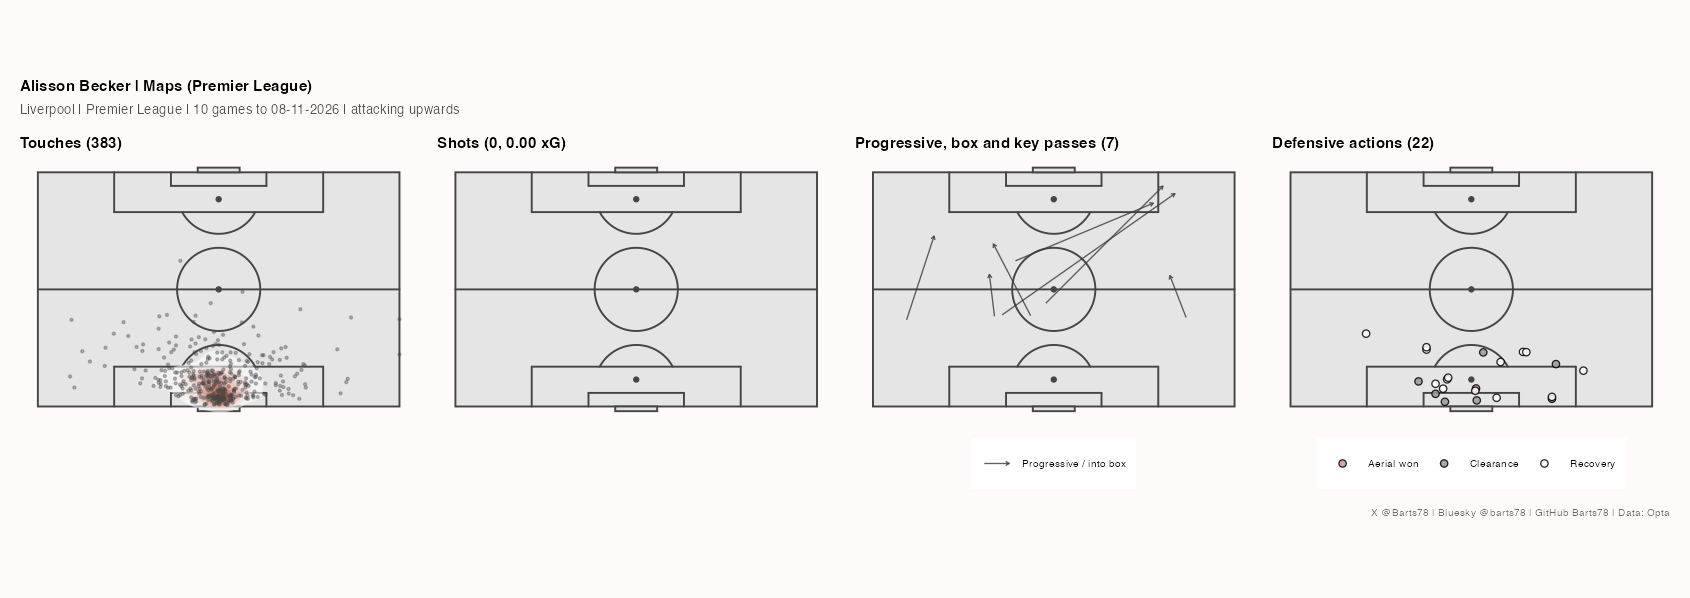 Alisson Becker | Maps (Premier League)
Liverpool | Premier League | 10 games to 08-11-2026 | attacking upwards
Touches (383)
Shots (0, 0.00 xG)
Progressive, box and key passes (7)
Defensive actions (22)
Progressive / into box
Aerial won
Clearance
Recovery
X @Barts78 | Bluesky @barts78 | GitHub Barts78 | Data: Opta